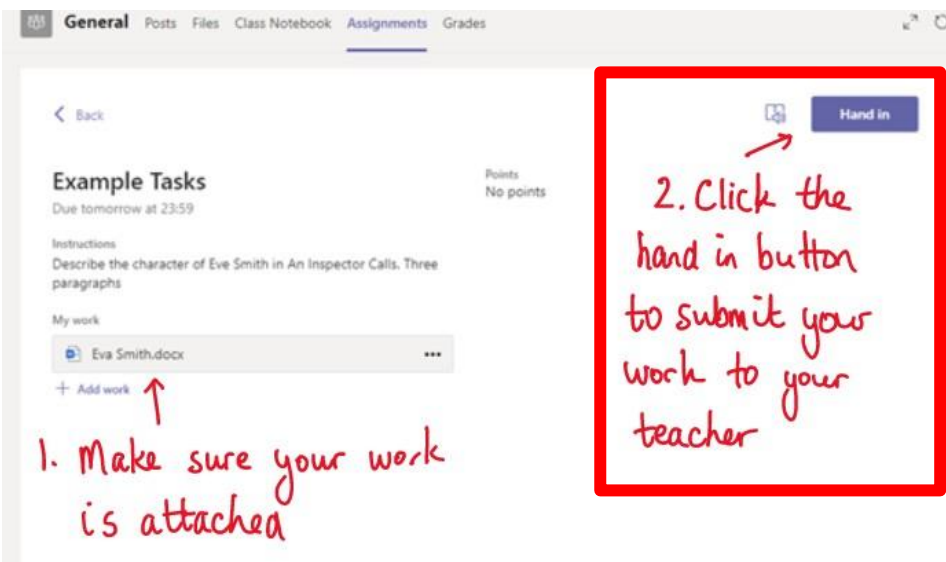 General Posts Files Class Notebook Assignments Grades
Back
Hand in
Example Tasks
Due tomorrow at 23:59
Points
No points
Instructions
Describe the character of Eve Smith in An Inspector Calls. Three
paragraphs
My work
Eva Smith.docx
+ Add work
1. Make sure your work
is attached
2. Click the
hand in button
to submit your
work to your
teacher